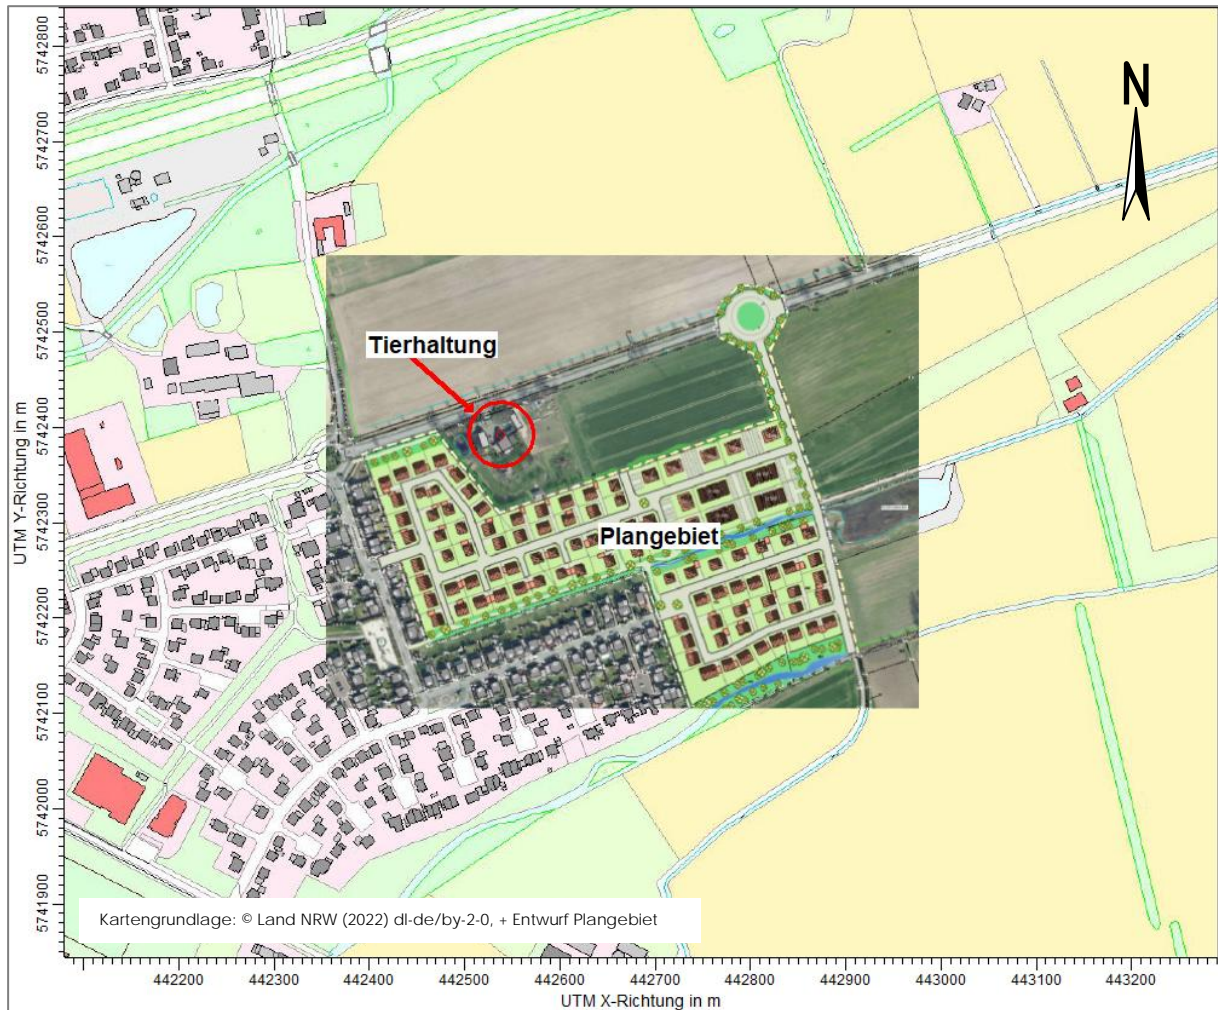 5742800
5742700
5742600
5742500
5742400
5742300
5742200
5742100
5742000
5741900
UTM Y-Richtung in m
N
Tierhaltung
Plangebiet
Kartengrundlage: © Land NRW (2022) dl-de/by-2-0, + Entwurf Plangebiet
442200 442300 442400 442500 442600 442700 442800 442900 443000 443100 443200
UTM X-Richtung in m